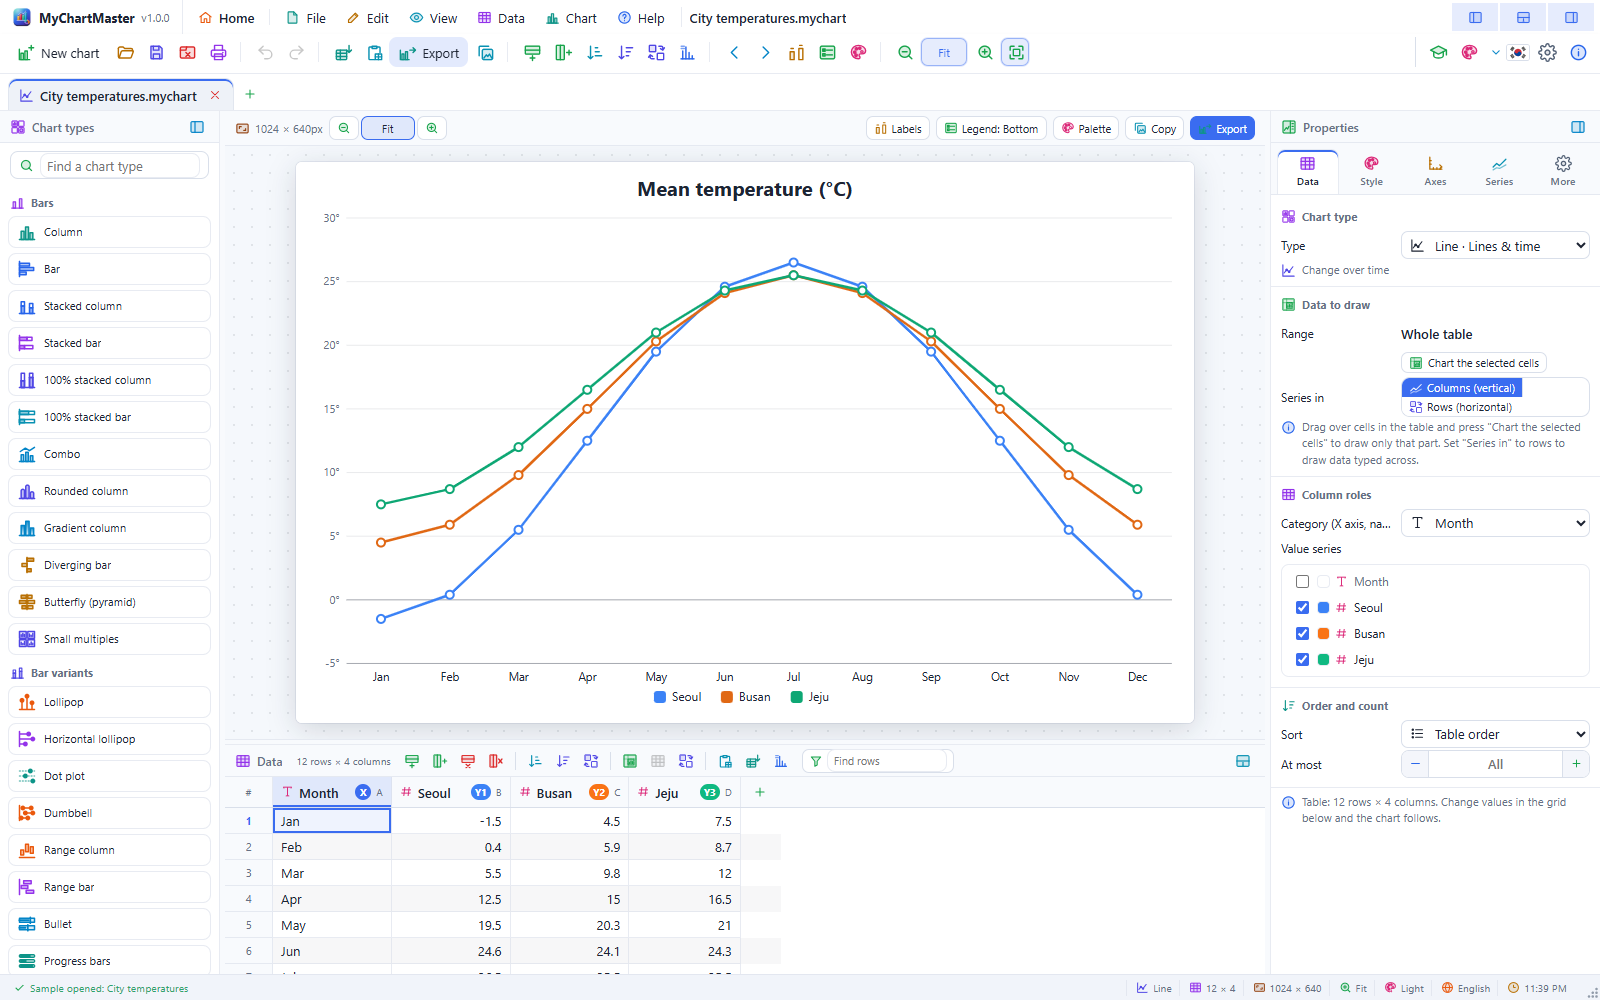 MyChartMaster v1.0.0 Home File Edit View Data Chart Help City temperatures.mychart
New chart Export Fit
City temperatures.mychart
Chart types
Find a chart type
Bars
Column
Bar
Stacked column
Stacked bar
100% stacked column
100% stacked bar
Combo
Rounded column
Gradient column
Diverging bar
Butterfly (pyramid)
Small multiples
Bar variants
Lollipop
Horizontal lollipop
Dot plot
Dumbbell
Range column
Range bar
Bullet
Progress bars
1024 × 640px Fit Labels Legend: Bottom Palette Copy Export
Mean temperature (°C)
30°
25°
20°
15°
10°
5°
0°
-5°
Jan Feb Mar Apr May Jun Jul Aug Sep Oct Nov Dec
Seoul Busan Jeju
Data 12 rows × 4 columns Find rows
# Month X A # Seoul Y1 B # Busan Y2 C # Jeju Y3 D
1 Jan -1.5 4.5 7.5
2 Feb 0.4 5.9 8.7
3 Mar 5.5 9.8 12
4 Apr 12.5 15 16.5
5 May 19.5 20.3 21
6 Jun 24.6 24.1 24.3
Properties
Data Style Axes Series More
Chart type
Type Line · Lines & time
Change over time
Data to draw
Range Whole table
Chart the selected cells
Series in Columns (vertical)
Rows (horizontal)
Drag over cells in the table and press "Chart the selected
cells" to draw only that part. Set "Series in" to rows to
draw data typed across.
Column roles
Category (X axis, na... Month
Value series
Month
# Seoul
# Busan
# Jeju
Order and count
Sort Table order
At most − All +
Table: 12 rows × 4 columns. Change values in the grid
below and the chart follows.
Sample opened: City temperatures Line 12 × 4 1024 × 640 Fit Light English 11:39 PM